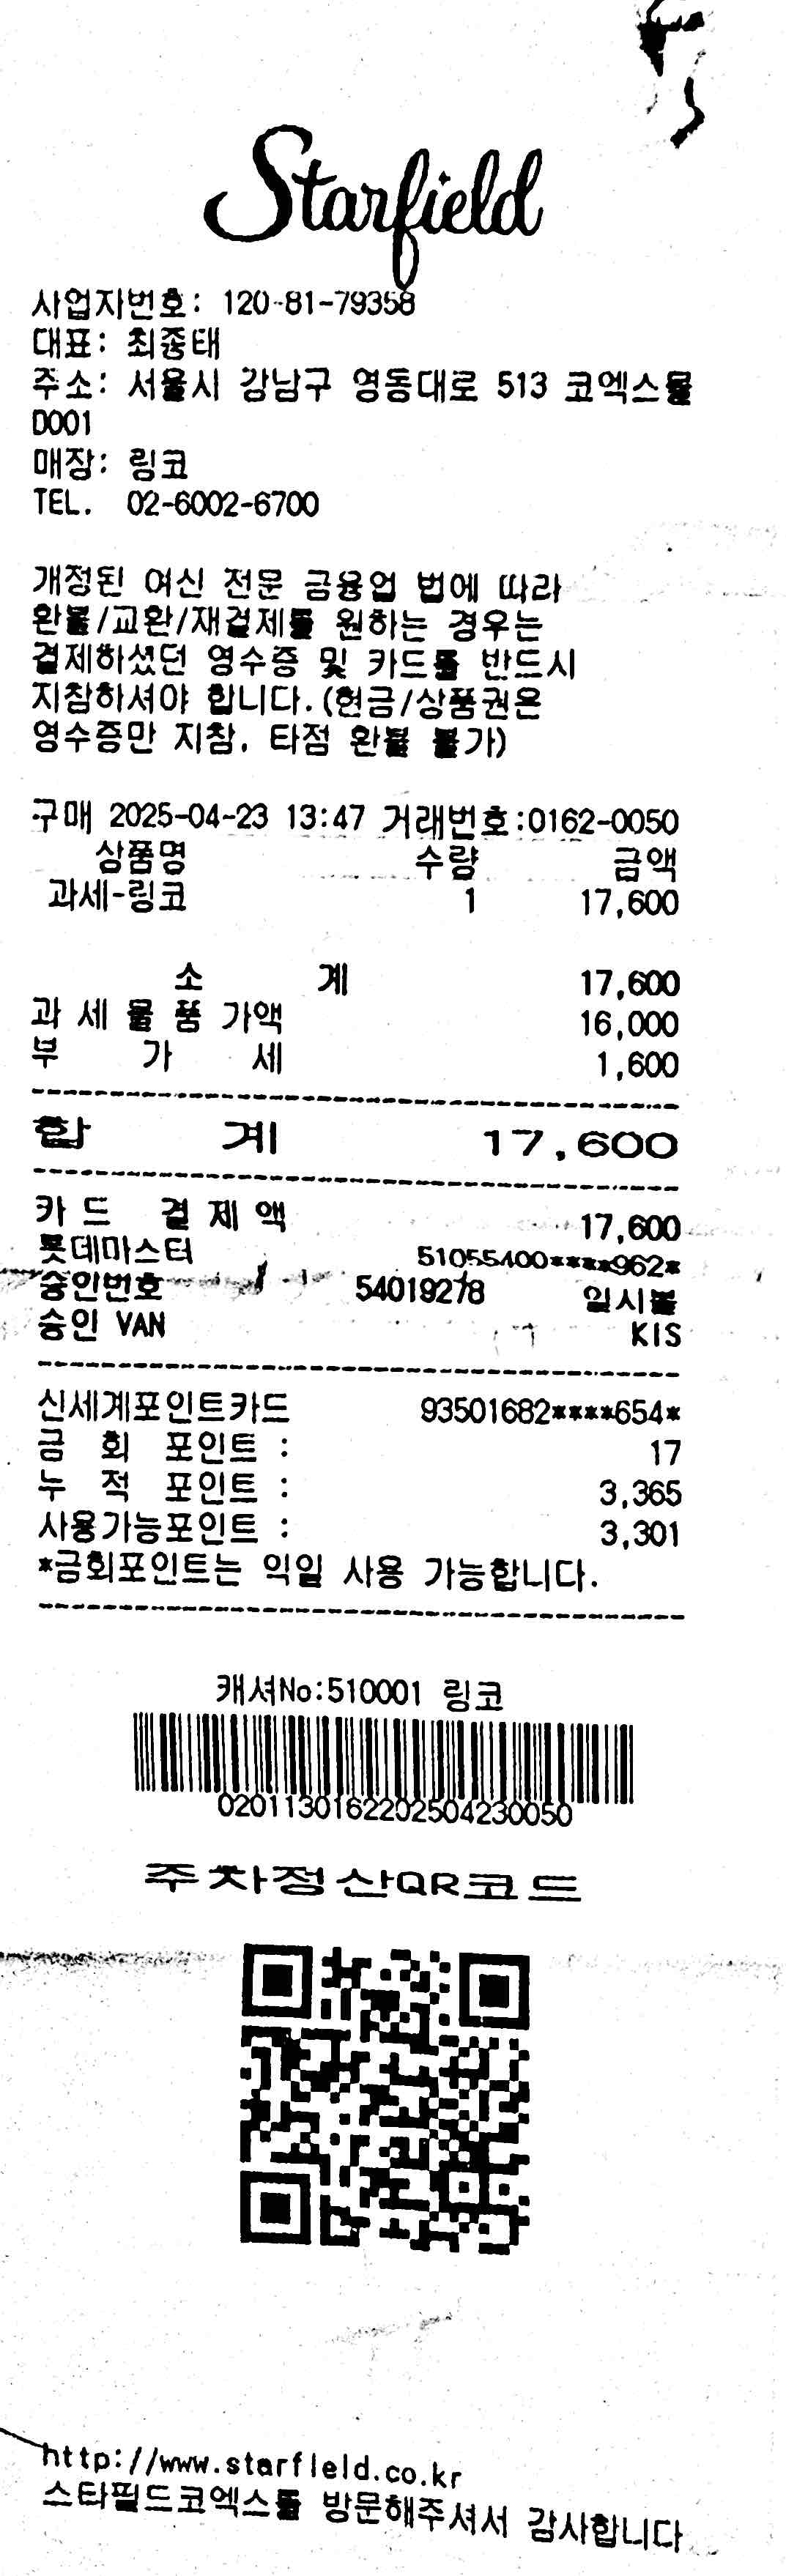 Starfield
사업자번호: 120-81-79358
대표: 최종태
주소: 서울시 강남구 영동대로 513 코엑스몰
D001
매장: 링코
TEL. 02-6002-6700
개정된 여신 전문 금융업 법에 따라
환불/교환/재결제를 원하는 경우는
결제하셨던 영수증 및 카드를 반드시
지참하셔야 합니다.(현금/상품권은
영수증만 지참, 타점 환불 불가)
구매 2025-04-23 13:47 거래번호:0162-0050
상품명 수량 금액
과세-링코 1 17,600
소 계 17,600
과 세 물 품 가액 16,000
부 가 세 1,600
합 계 17,600
카 드 결 제 액 17,600
롯데마스터 51055400****962*
승인번호 54019278 일시불
승인 VAN KIS
신세계포인트카드 93501682****654*
금 회 포인트 : 17
누 적 포인트 : 3,365
사용가능포인트 : 3,301
*금회포인트는 익일 사용 가능합니다.
캐셔No:510001 링코
0201130162202504230050
주차정산QR코드
http://www.starfield.co.kr
스타필드코엑스몰 방문해주셔서 감사합니다